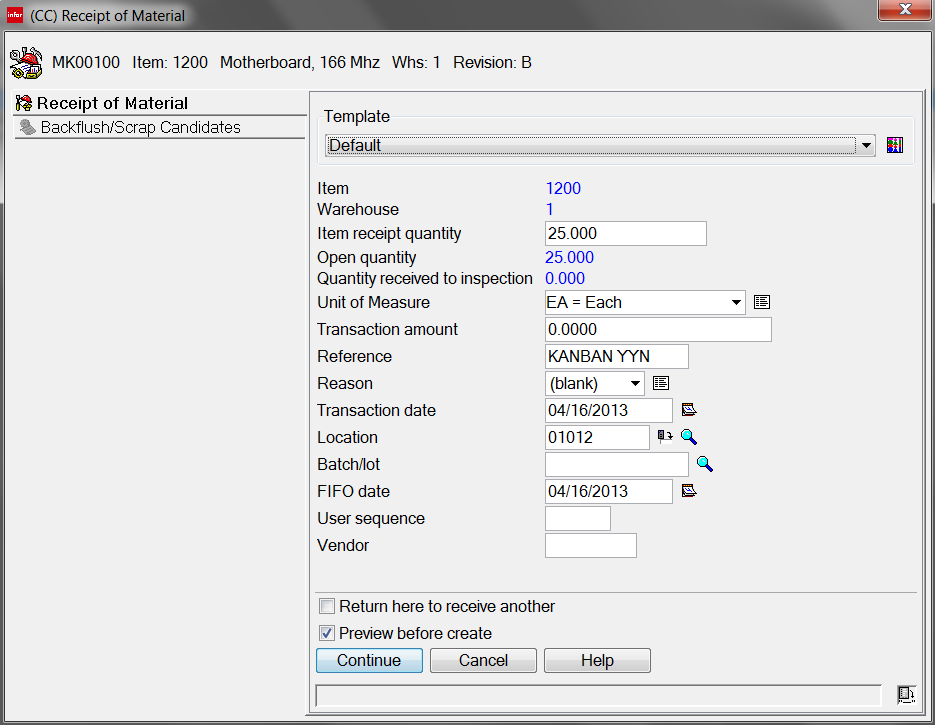 infor (CC) Receipt of Material
MK00100 Item: 1200 Motherboard, 166 Mhz Whs: 1 Revision: B
Receipt of Material
Backflush/Scrap Candidates
Template
Default
Item 1200
Warehouse 1
Item receipt quantity 25.000
Open quantity 25.000
Quantity received to inspection 0.000
Unit of Measure EA = Each
Transaction amount 0.0000
Reference KANBAN YYN
Reason (blank)
Transaction date 04/16/2013
Location 01012
Batch/lot
FIFO date 04/16/2013
User sequence
Vendor
Return here to receive another
Preview before create
Continue Cancel Help